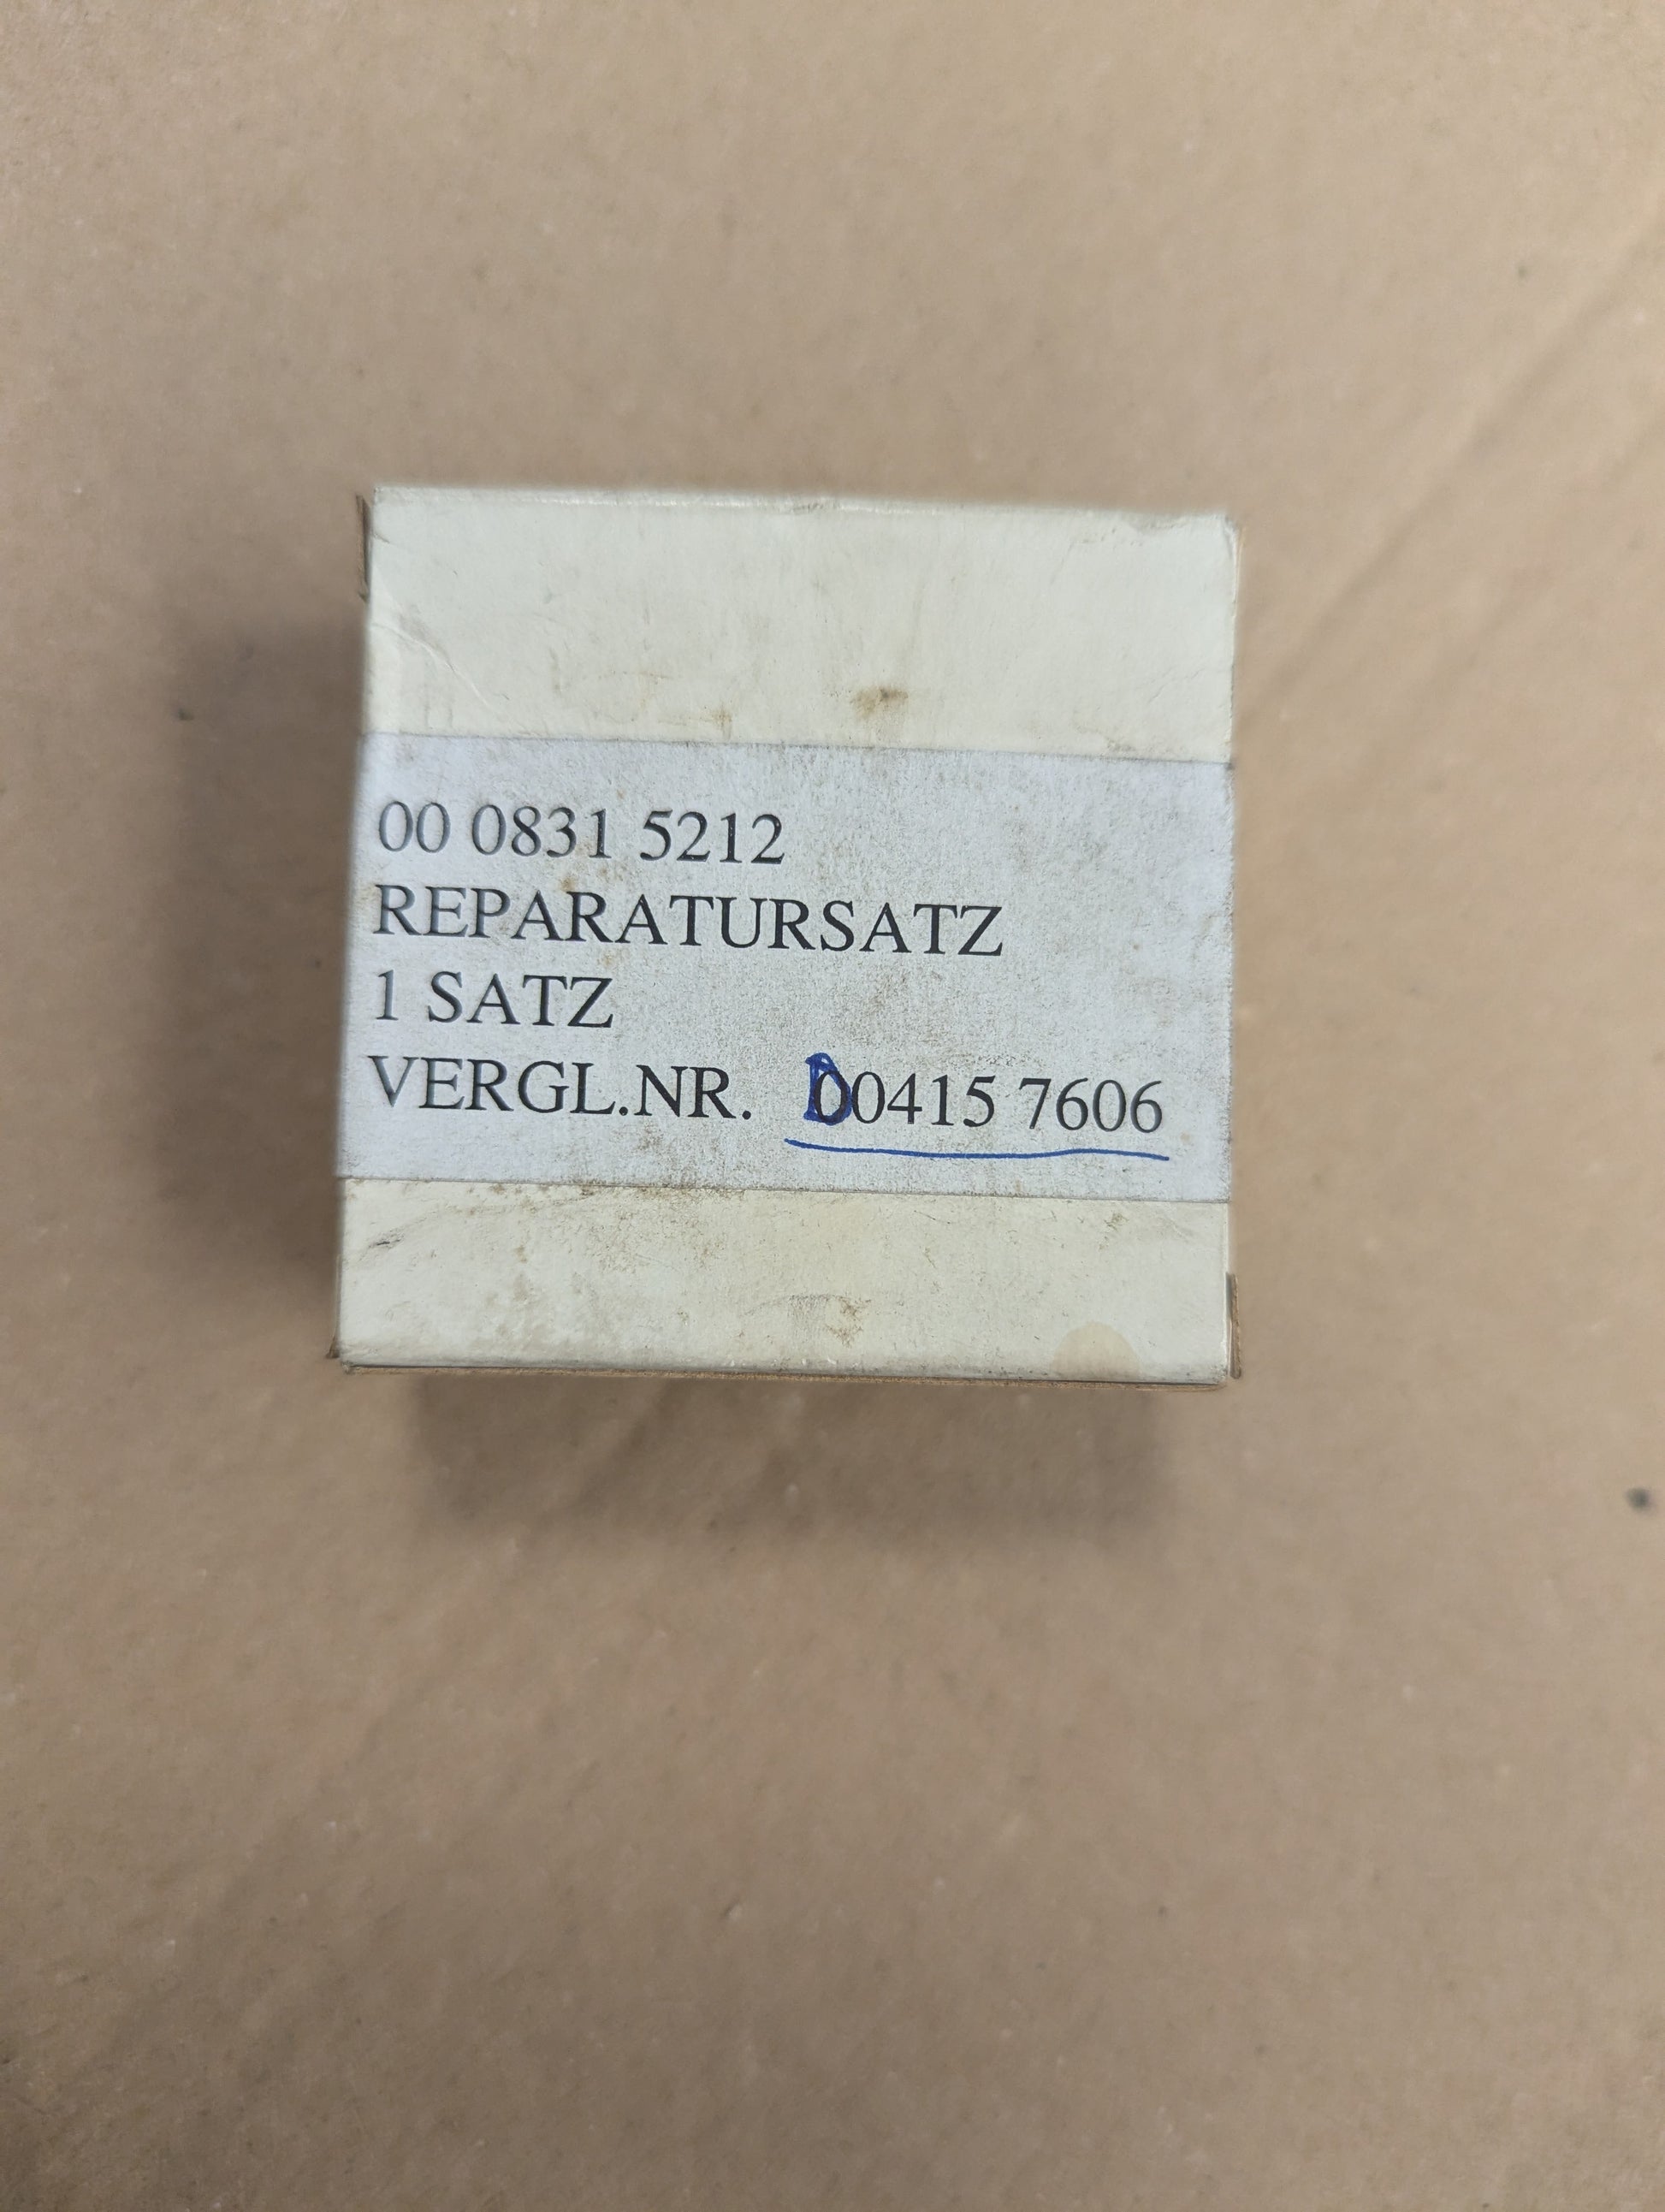 00 0831 5212
REPARATURSATZ
1 SATZ
VERGL.NR. D0415 7606